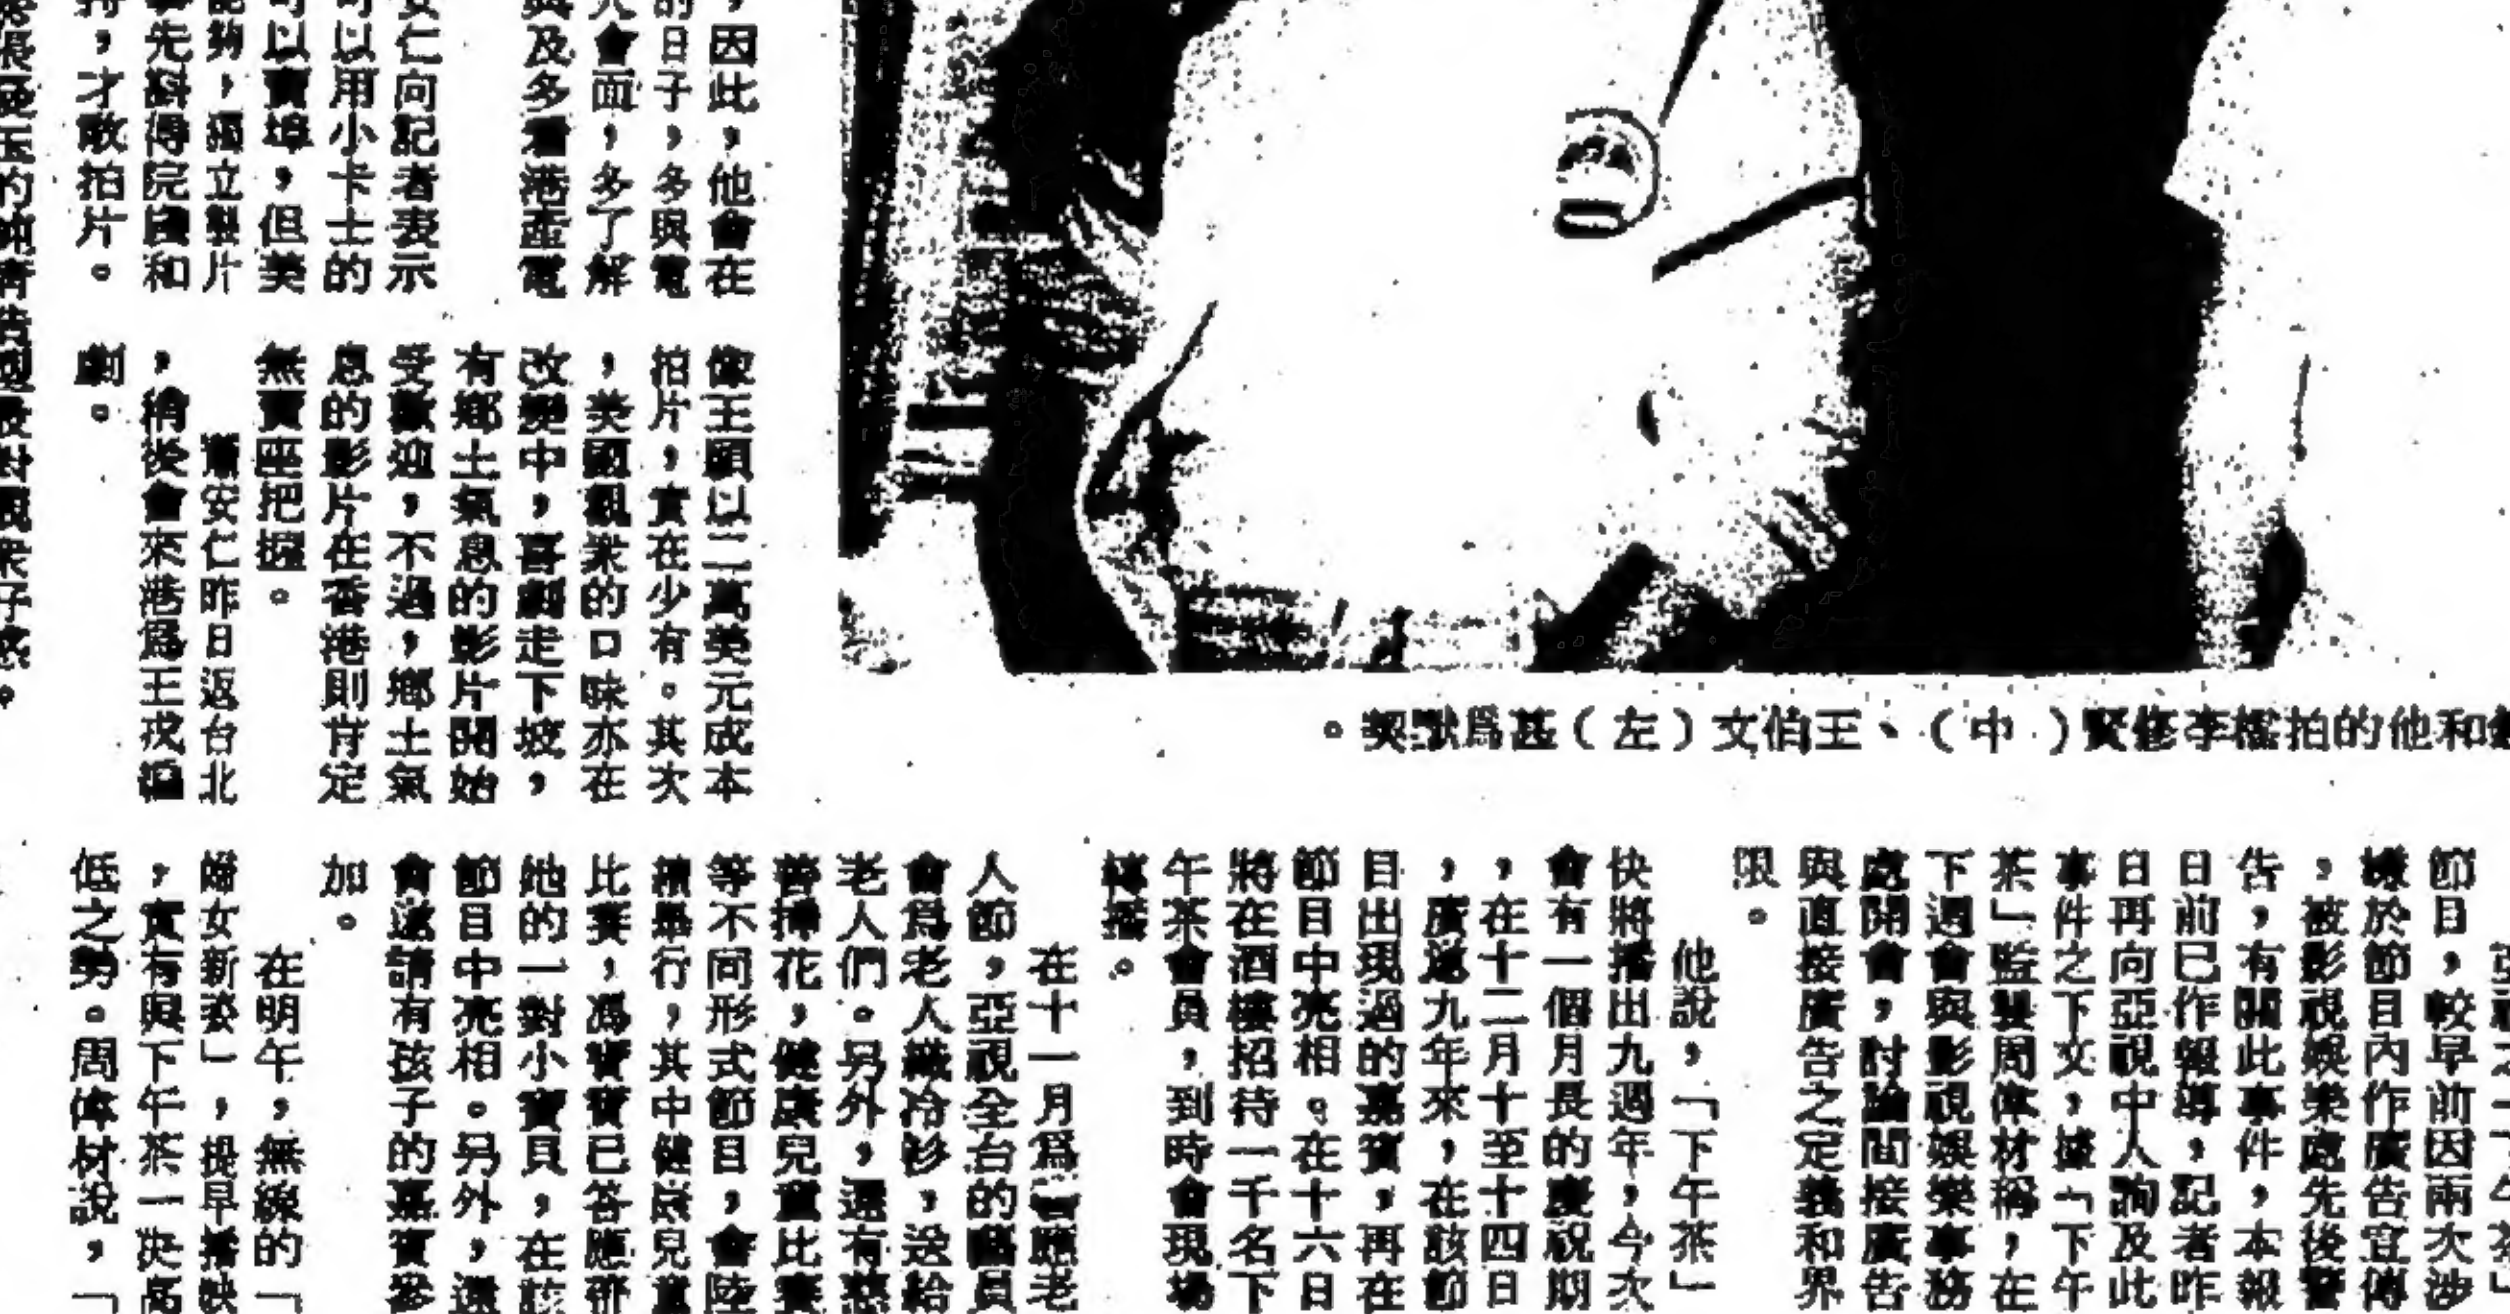 ，因此，他會在
的日子，多與電
人會面，多了解
與及多看港產電
安仁向記者表示
可以用小卡士的
可以賣埠，但美
能夠，獨立製片
事先斟得院線和
持，才敢拍片。
像王頤以二萬美元成本
拍片，實在少有。其次
，美國觀眾的口味亦在
改變中，喜劇走下坡，
有鄉土氣息的影片開始
受歡迎，不過，鄉土氣
息的影片在香港則肯定
無賣座把握。
安仁昨日返台北
，稍後會來港爲王戎編
劇。
和他的拍檔李修賢（中）、王伯文（左）甚爲默契。
節目，較早前因兩次涉
嫌於節目內作廣告宣傳
，被影視娛樂處先後警
告，有關此事件，本報
日前已作報導，記者昨
日再向亞視中人詢及此
事件之下文，據「下午
茶」監製周偉材稱，在
下週會與影視娛樂事務
處開會，討論間接廣告
與直接廣告之定義和界
限。
他說，「下午茶」
快將播出九週年，今次
會有一個月長的慶祝期
，在十二月十至十四日
，廣邀九年來，在該節
目出現過的嘉賓，再在
節目中亮相。在十六日
將在酒樓招待一千名下
午茶會員，到時會現場
轉播。
在十一月爲響應老
人節，亞視全台的職員
會爲老人織冷衫，送給
老人們。另外，還有慈
善揷花，健康兒童比賽
等不同形式節目，會陸
續舉行，其中健康兒童
比賽，馮寶寶已答應帶
她的一對小寶貝，在該
節目中亮相。另外，還
會邀請有孩子的嘉賓參
加。
在明午，無線的「
婦女新姿」，提早播映
，實有與下午茶一決高
低之勢。周偉材說，「